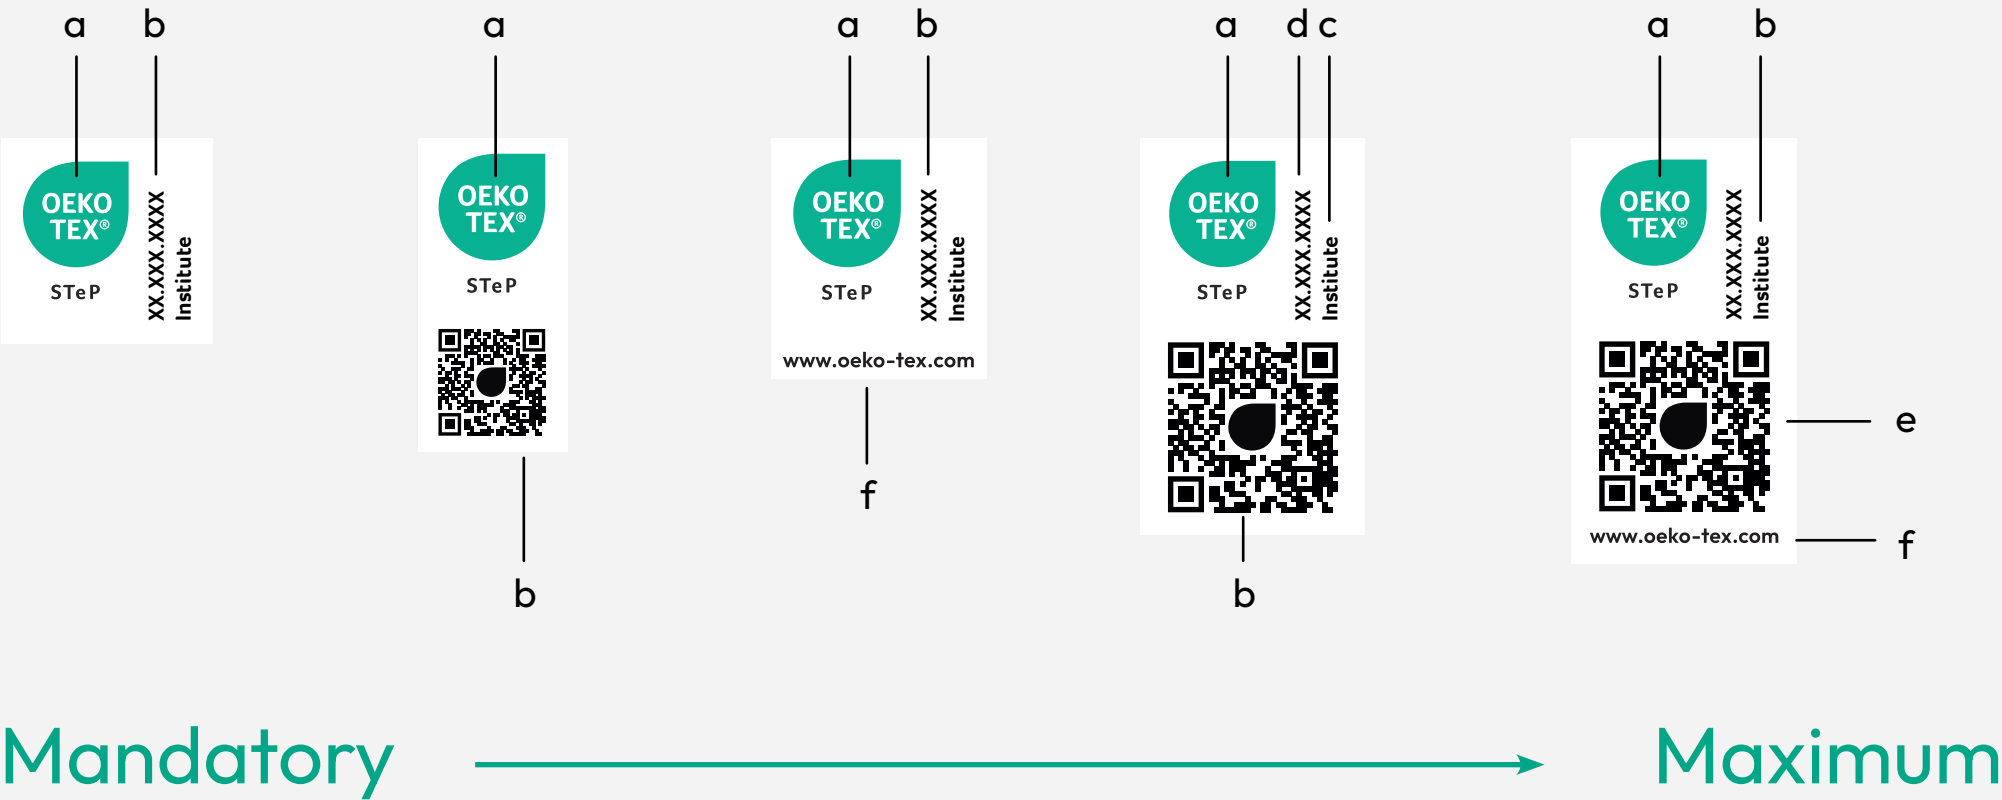 a b
a
a b
a d c
a b
OEKO
TEX®
STeP
XX.XXX.XXXX
Institute
OEKO
TEX®
STeP
b
OEKO
TEX®
STeP
XX.XXX.XXXX
Institute
www.oeko-tex.com
f
OEKO
TEX®
STeP
XX.XXX.XXXX
Institute
b
OEKO
TEX®
STeP
XX.XXX.XXXX
Institute
e
www.oeko-tex.com
f
Mandatory
Maximum